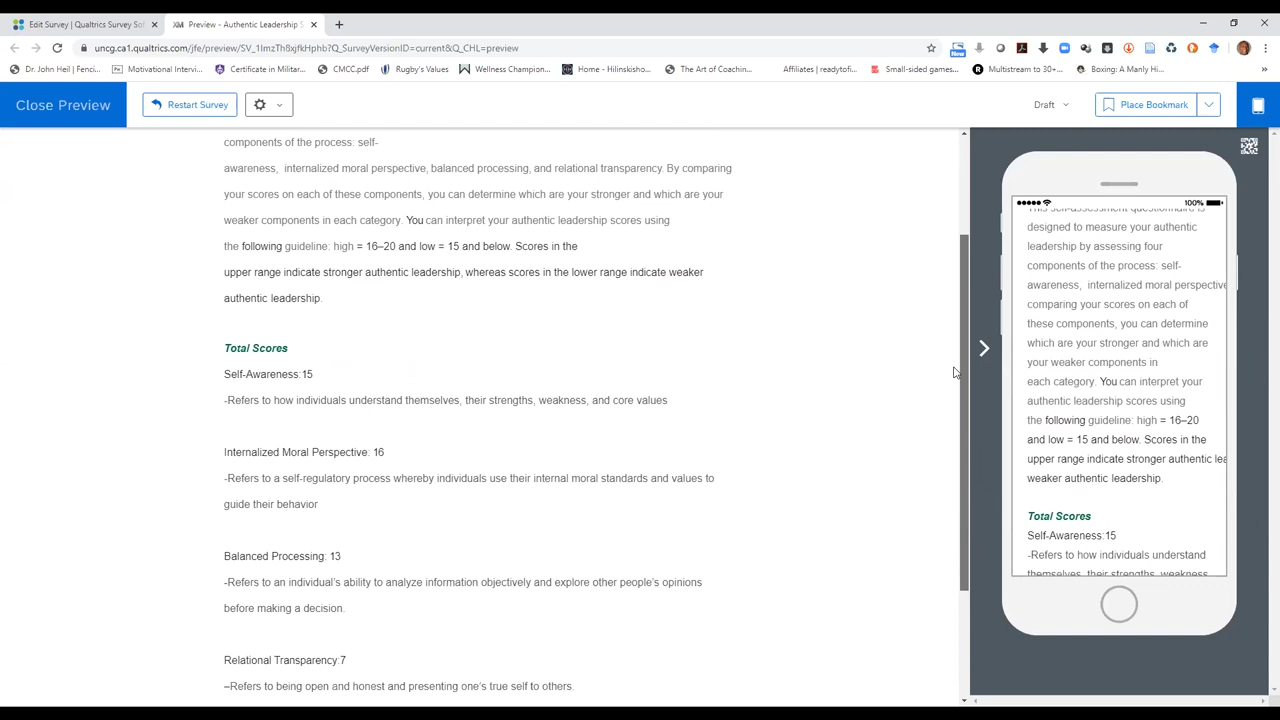 Edit Survey | Qualtrics Survey Sof
XM Preview - Authentic Leadership S
uncg.ca1.qualtrics.com/jfe/preview/SV_1ImzTh8xjfkHphb?Q_SurveyVersionID=current&Q_CHL=preview
New
Dr. John Heil | Fenci...
Motivational Intervi...
Certificate in Militar...
CMCC.pdf
Rugby's Values
Wellness Champion...
Home - Hilinskisho...
The Art of Coachin...
Affiliates | readytofi...
Small-sided games...
Multistream to 30+...
Boxing: A Manly Hi...
Close Preview
Restart Survey
Draft
Place Bookmark
components of the process: self-
awareness, internalized moral perspective, balanced processing, and relational transparency. By comparing
your scores on each of these components, you can determine which are your stronger and which are your
weaker components in each category. You can interpret your authentic leadership scores using
the following guideline: high = 16–20 and low = 15 and below. Scores in the
upper range indicate stronger authentic leadership, whereas scores in the lower range indicate weaker
authentic leadership.
Total Scores
Self-Awareness:15
-Refers to how individuals understand themselves, their strengths, weakness, and core values
Internalized Moral Perspective: 16
-Refers to a self-regulatory process whereby individuals use their internal moral standards and values to
guide their behavior
Balanced Processing: 13
-Refers to an individual's ability to analyze information objectively and explore other people's opinions
before making a decision.
Relational Transparency:7
–Refers to being open and honest and presenting one's true self to others.
100%
This self-assessment questionnaire is
designed to measure your authentic
leadership by assessing four
components of the process: self-
awareness, internalized moral perspective
comparing your scores on each of
these components, you can determine
which are your stronger and which are
your weaker components in
each category. You can interpret your
authentic leadership scores using
the following guideline: high = 16–20
and low = 15 and below. Scores in the
upper range indicate stronger authentic lea
weaker authentic leadership.
Total Scores
Self-Awareness:15
-Refers to how individuals understand
themselves, their strengths, weakness,